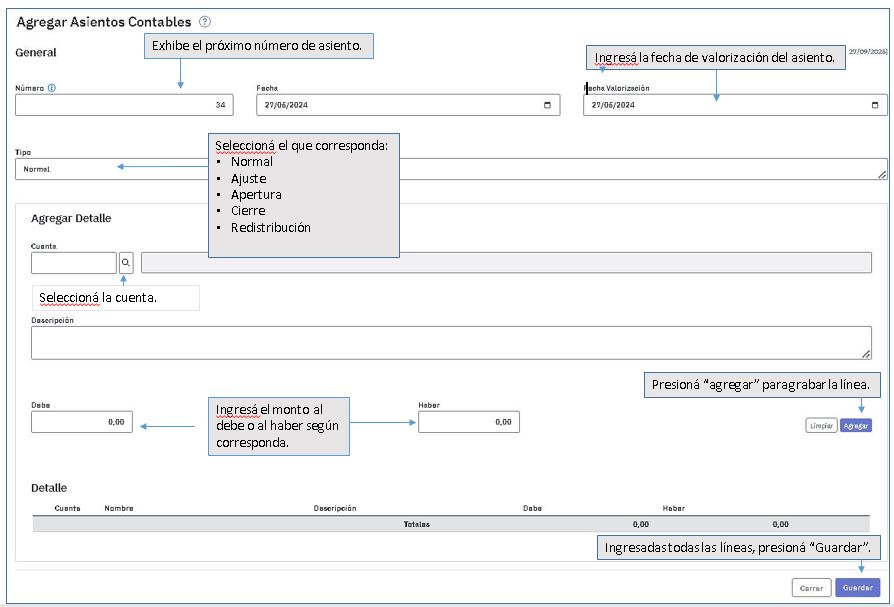 Agregar Asientos Contables
Exhibe el próximo número de asiento.
General
Ingresá la fecha de valorización del asiento.
27/09/2025]
Número
Fecha
Fecha Valorización
34
27/06/2024
27/06/2024
Tipo
Normal
Seleccioná el que corresponda:
• Normal
• Ajuste
• Apertura
• Cierre
• Redistribución
Agregar Detalle
Cuenta
Seleccioná la cuenta.
Descripción
Presioná “agregar” para grabar la línea.
Debe
0,00
Ingresá el monto al
debe o al haber según
corresponda.
Haber
0,00
Limpiar
Agregar
Detalle
Cuenta Nombre Descripción Debe Haber
Totales 0,00 0,00
Ingresadas todas las líneas, presioná “Guardar”.
Cerrar
Guardar